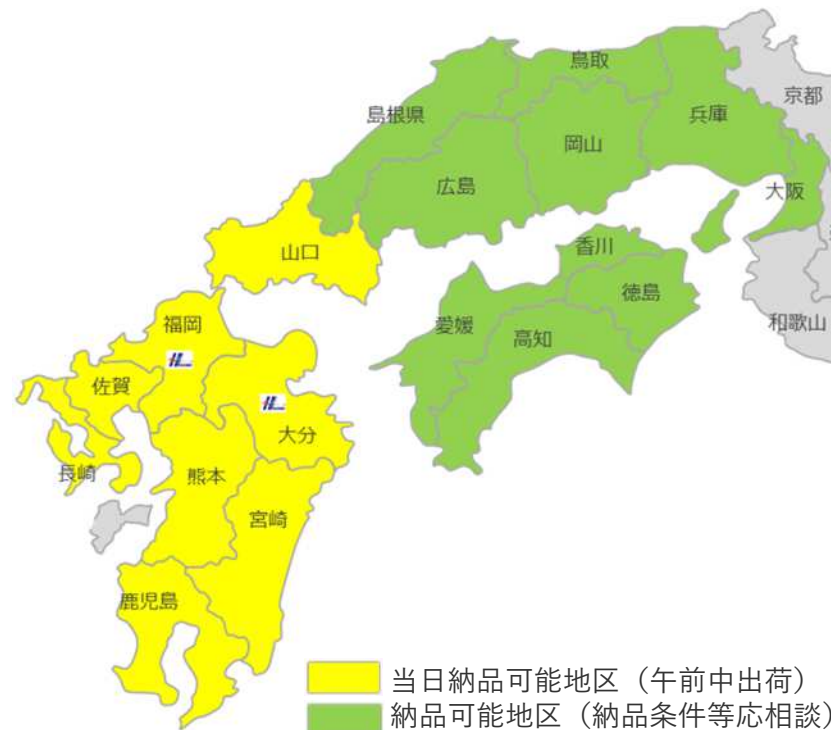 鳥取
京都
島根県
兵庫
岡山
広島
大阪
山口
香川
徳島
和歌山
福岡
愛媛
高知
佐賀
大分
長崎
熊本
宮崎
鹿児島
当日納品可能地区（午前中出荷）
納品可能地区（納品条件等応相談）